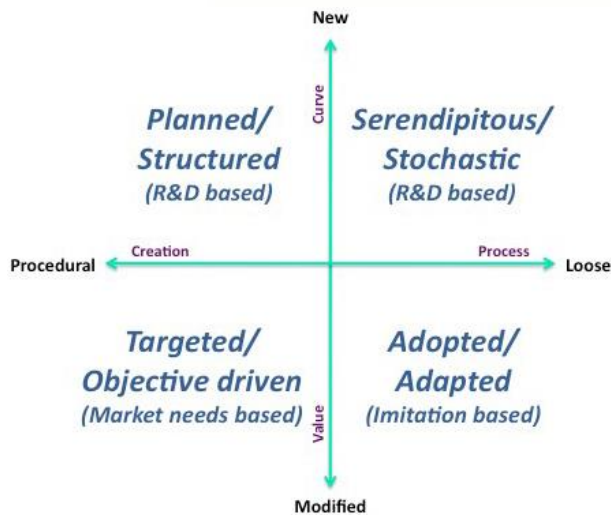 New
Curve
Planned/
Structured
(R&D based)
Serendipitous/
Stochastic
(R&D based)
Creation
Process
Procedural
Loose
Targeted/
Objective driven
(Market needs based)
Adopted/
Adapted
(Imitation based)
Value
Modified